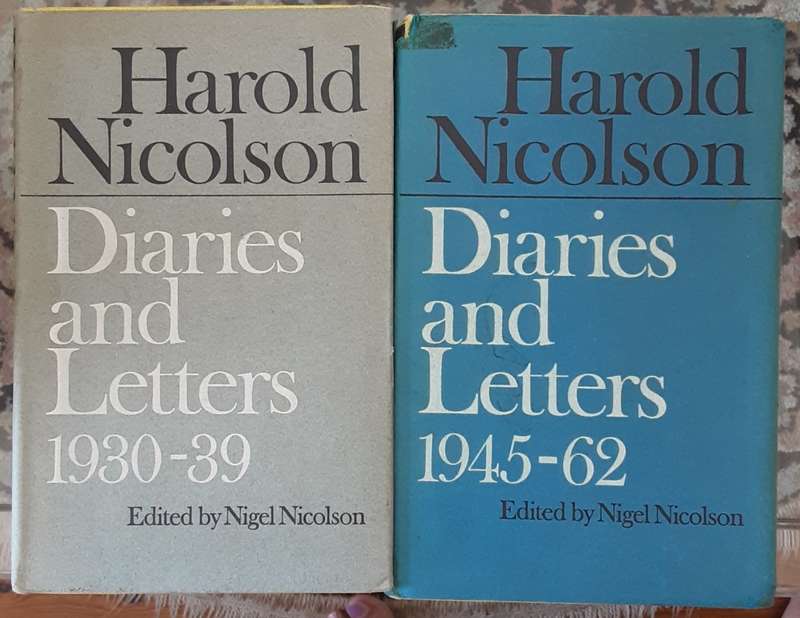 Harold
Nicolson
Diaries
and
Letters
1930-39
Edited by Nigel Nicolson
Harold
Nicolson
Diaries
and
Letters
1945-62
Edited by Nigel Nicolson